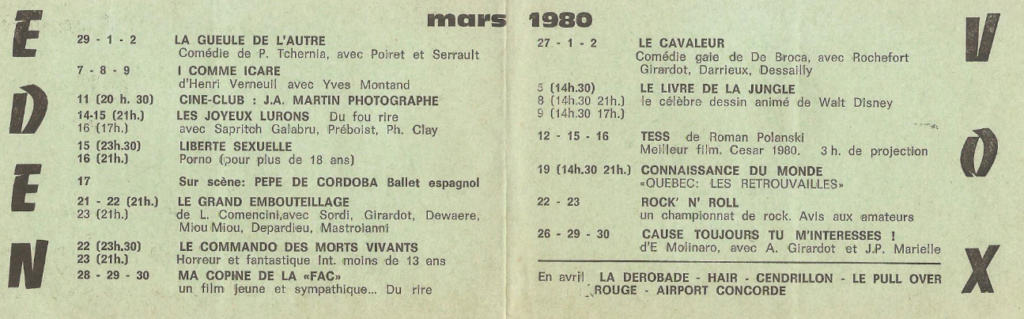 mars 1980
EDEN
29 - 1 - 2 LA GUEULE DE L'AUTRE
Comédie de P. Tchernia, avec Poiret et Serrault
7 - 8 - 9 I COMME ICARE
d'Henri Verneuil avec Yves Montand
11 (20 h. 30) CINE-CLUB : J.A. MARTIN PHOTOGRAPHE
14-15 (21h.) LES JOYEUX LURONS Du fou rire
16 (17h.) avec Sapritch Galabru, Préboist, Ph. Clay
15 (23h.30) LIBERTE SEXUELLE
16 (21h.) Porno (pour plus de 18 ans)
17 Sur scène: PEPE DE CORDOBA Ballet espagnol
21 - 22 (21h.) LE GRAND EMBOUTEILLAGE
23 (21h.) de L. Comencini,avec Sordi, Girardot, Dewaere,
Miou Miou, Depardieu, Mastroianni
22 (23h.30) LE COMMANDO DES MORTS VIVANTS
23 (21h.) Horreur et fantastique Int. moins de 13 ans
28 - 29 - 30 MA COPINE DE LA «FAC»
un film jeune et sympathique... Du rire
VOX
27 - 1 - 2 LE CAVALEUR
Comédie gaie de De Broca, avec Rochefort
Girardot, Darrieux, Dessailly
5 (14h.30) LE LIVRE DE LA JUNGLE
8 (14h.30 21h.) le célèbre dessin animé de Walt Disney
9 (14h.30 17h.)
12 - 15 - 16 TESS de Roman Polanski
Meilleur film. Cesar 1980. 3 h. de projection
19 (14h.30 21h.) CONNAISSANCE DU MONDE
«QUEBEC: LES RETROUVAILLES»
22 - 23 ROCK' N' ROLL
un championnat de rock. Avis aux amateurs
26 - 29 - 30 CAUSE TOUJOURS TU M'INTERESSES !
d'E Molinaro, avec A. Girardot et J.P. Marielle
En avril LA DEROBADE - HAIR - CENDRILLON - LE PULL OVER
ROUGE - AIRPORT CONCORDE